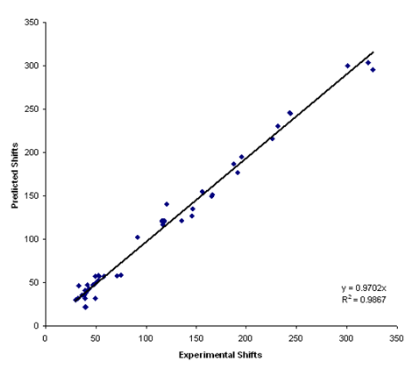 350
300
250
200
150
100
50
0
Predicted Shifts
y = 0.9702x
R² = 0.9867
0 50 100 150 200 250 300 350
Experimental Shifts